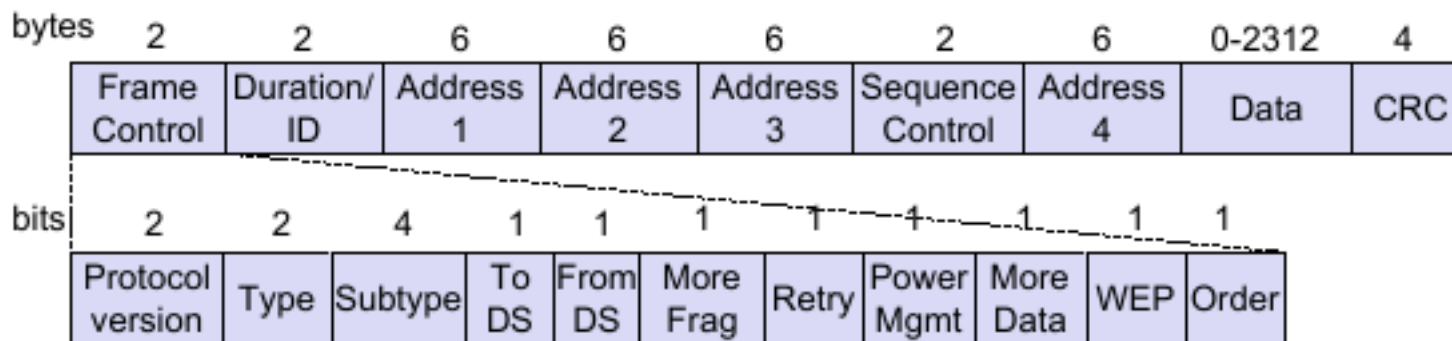 bytes 2 2 6 6 6 2 6 0-2312 4
Frame Duration/ Address Address Address Sequence Address Data CRC
Control ID 1 2 3 Control 4
bits 2 2 4 1 1 1 1 1 1 1 1
Protocol Type Subtype To From More Retry Power More WEP Order
version DS DS Frag Mgmt Data